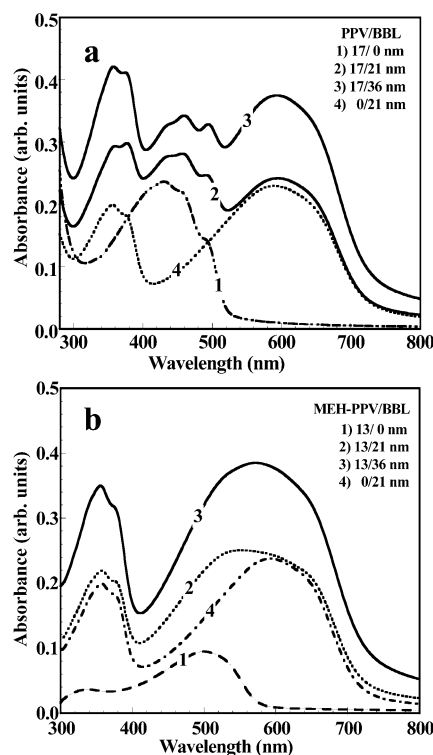 a
PPV/BBL
1) 17/ 0 nm
2) 17/21 nm
3) 17/36 nm
4) 0/21 nm
Absorbance (arb. units)
0.5
0.4
0.3
0.2
0.1
0.0
3
2
4
1
300 400 500 600 700 800
Wavelength (nm)
b
MEH-PPV/BBL
1) 13/ 0 nm
2) 13/21 nm
3) 13/36 nm
4) 0/21 nm
Absorbance (arb. units)
0.5
0.4
0.3
0.2
0.1
0.0
3
2
4
1
300 400 500 600 700 800
Wavelength (nm)